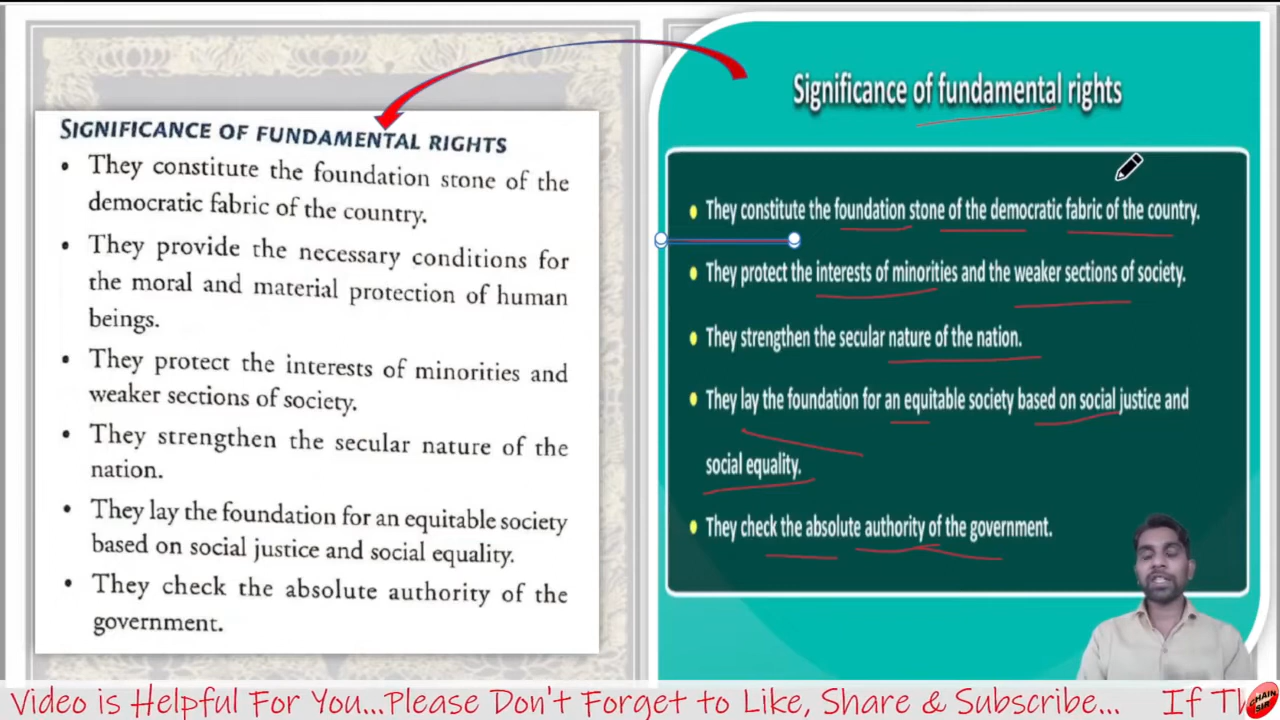 SIGNIFICANCE OF FUNDAMENTAL RIGHTS
• They constitute the foundation stone of the
democratic fabric of the country.
• They provide the necessary conditions for
the moral and material protection of human
beings.
• They protect the interests of minorities and
weaker sections of society.
• They strengthen the secular nature of the
nation.
• They lay the foundation for an equitable society
based on social justice and social equality.
• They check the absolute authority of the
government.
Significance of fundamental rights
• They constitute the foundation stone of the democratic fabric of the country.
• They protect the interests of minorities and the weaker sections of society.
• They strengthen the secular nature of the nation.
• They lay the foundation for an equitable society based on social justice and
social equality.
• They check the absolute authority of the government.
Video is Helpful For You...Please Don't Forget to Like, Share & Subscribe... If Th
CHAIN
SIR